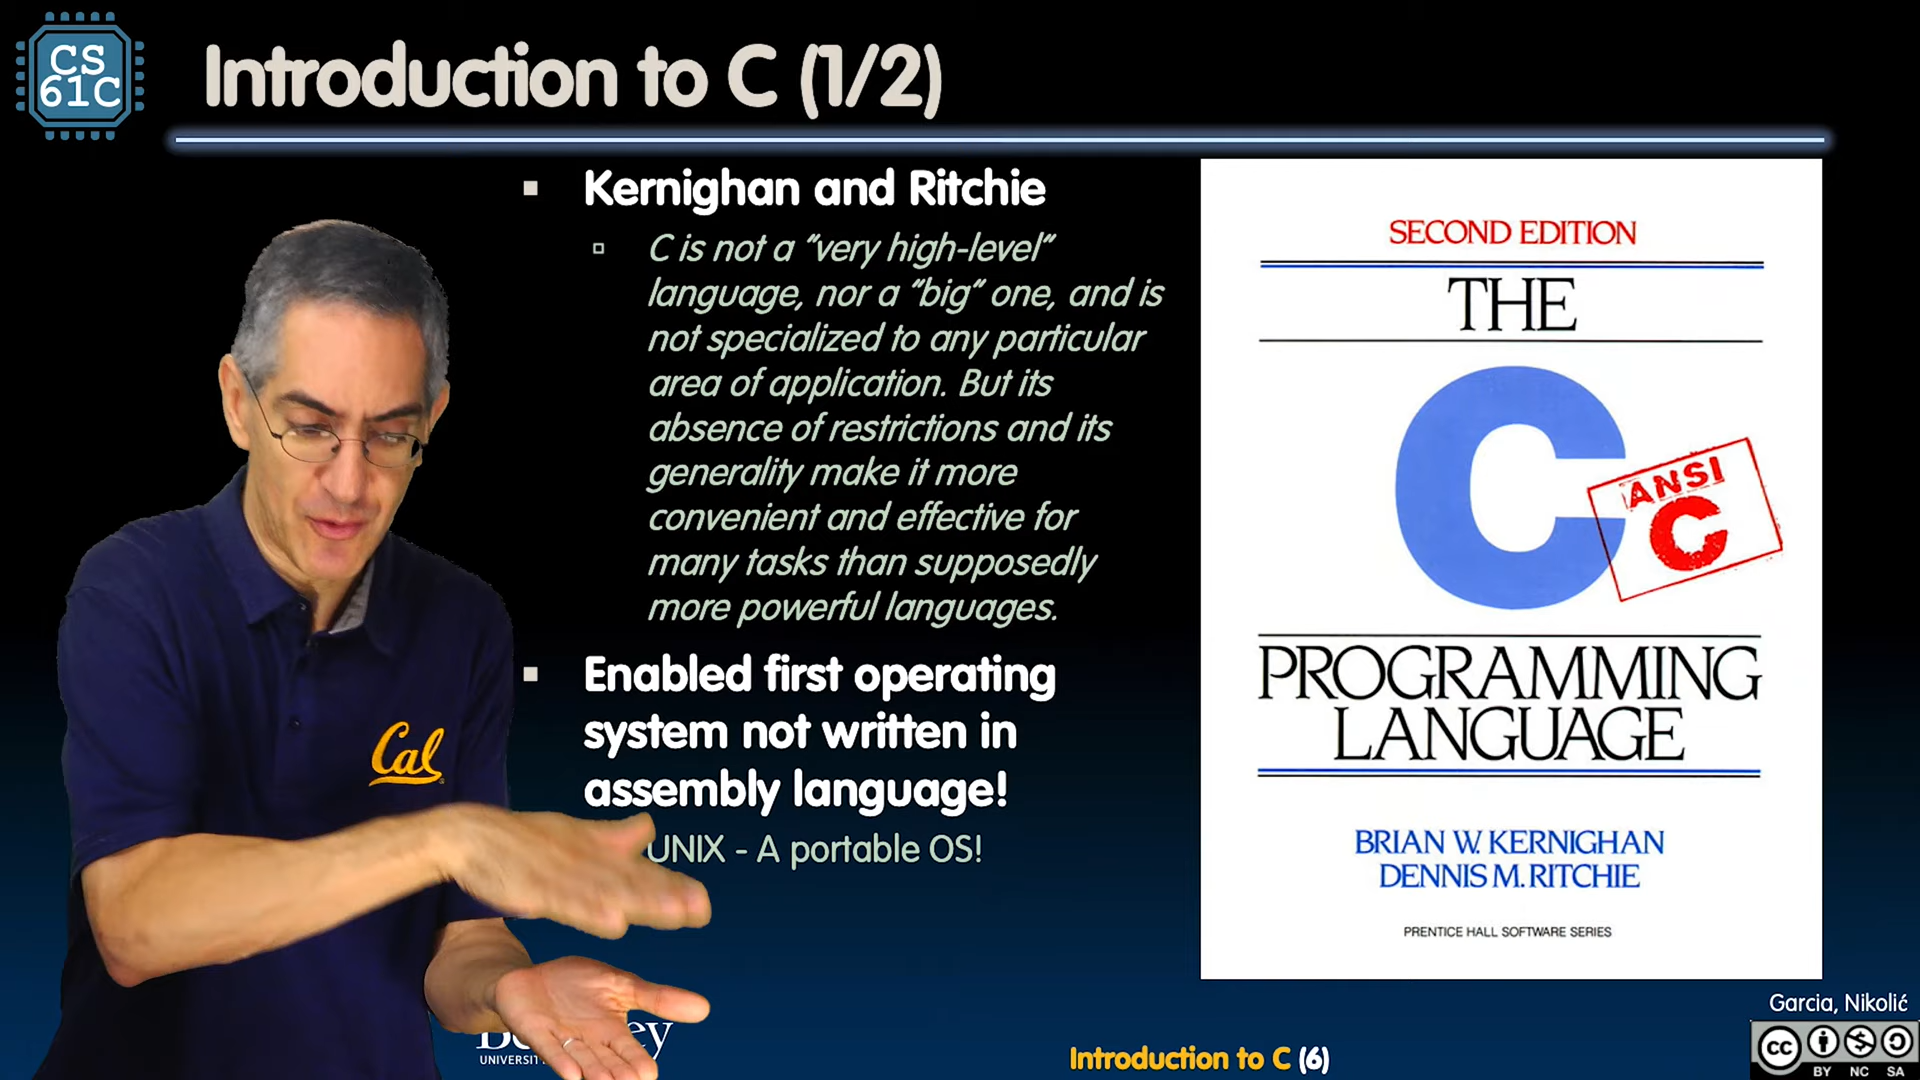 CS
61C
Introduction to C (1/2)
Kernighan and Ritchie
C is not a “very high-level”
language, nor a “big” one, and is
not specialized to any particular
area of application. But its
absence of restrictions and its
generality make it more
convenient and effective for
many tasks than supposedly
more powerful languages.
Enabled first operating
system not written in
assembly language!
UNIX - A portable OS!
SECOND EDITION
THE
C
ANSI
C
PROGRAMMING
LANGUAGE
BRIAN W. KERNIGHAN
DENNIS M. RITCHIE
PRENTICE HALL SOFTWARE SERIES
Cal
Garcia, Nikolić
Introduction to C (6)
cc
BY NC SA